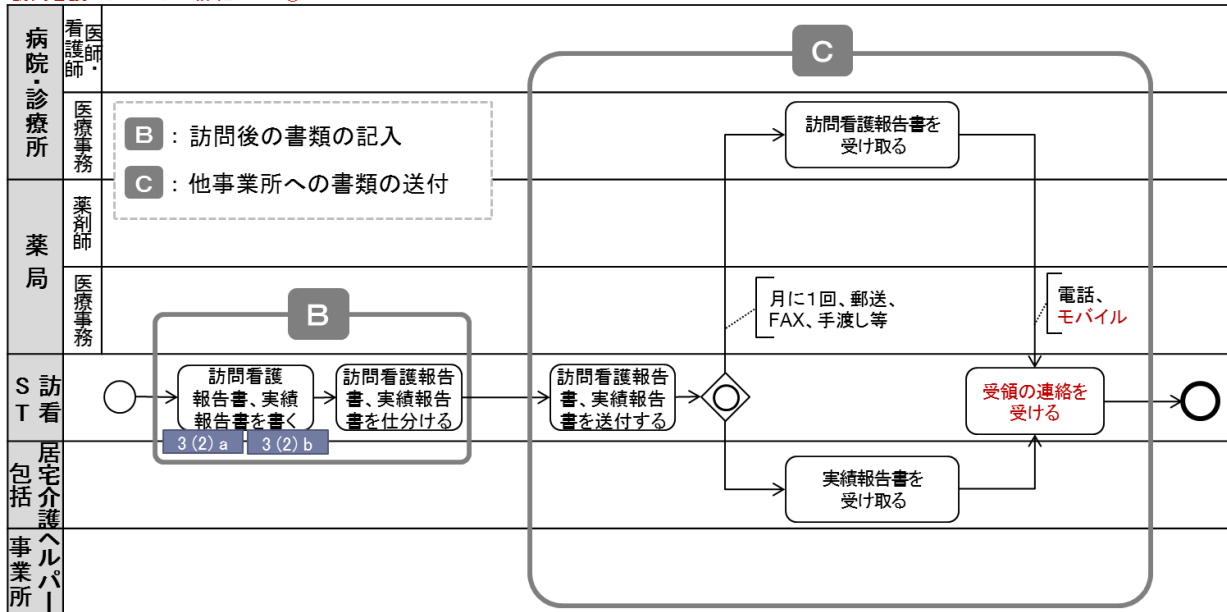 病院・診療所
医師・
看護師
医療事務
薬局
薬剤師
医療事務
訪看
ST
居宅介護
包括
ヘルパー
事業所
B
：訪問後の書類の記入
C
：他事業所への書類の送付
C
訪問看護報告書を
受け取る
月に1回、郵送、
FAX、手渡し等
電話、
モバイル
B
訪問看護
報告書、実績
報告書を書く
3(2)a
3(2)b
訪問看護報告
書、実績報告
書を仕分ける
訪問看護報告
書、実績報告
書を送付する
受領の連絡を
受ける
実績報告書を
受け取る